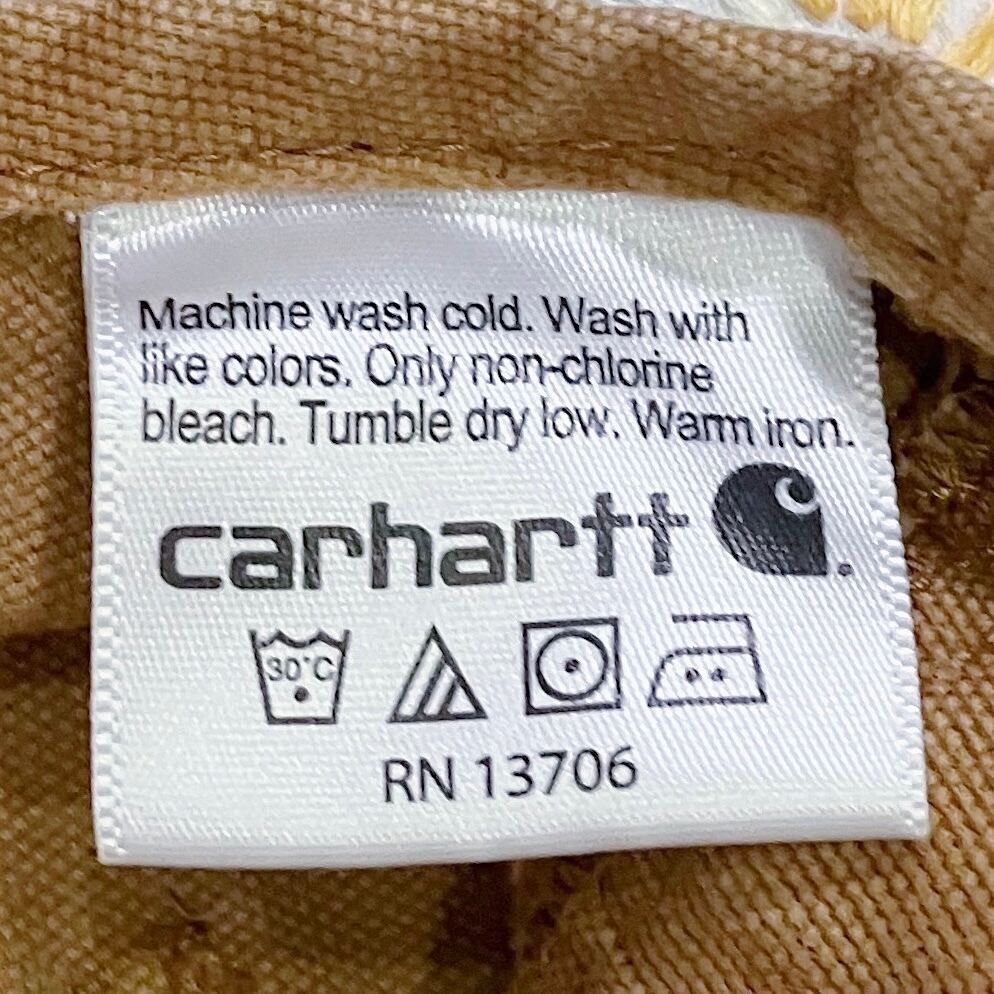 Machine wash cold. Wash with
like colors. Only non-chlorine
bleach. Tumble dry low. Warm iron.
carhartt
30°C
RN 13706